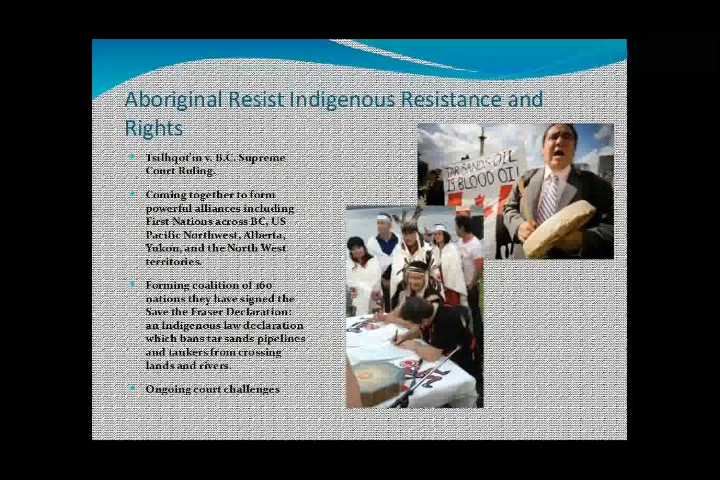 Aboriginal Resist Indigenous Resistance and
Rights
Tsilhqot'in v. B.C. Supreme
Court Ruling.
Coming together to form
powerful alliances including
First Nations across BC, US
Pacific Northwest, Alberta,
Yukon, and the North West
territories.
Forming coalition of 160
nations they have signed the
Save the Fraser Declaration:
an Indigenous law declaration
which bans tar sands pipelines
and tankers from crossing
lands and rivers.
Ongoing court challenges
TAR SANDS OIL
IS BLOOD OIL